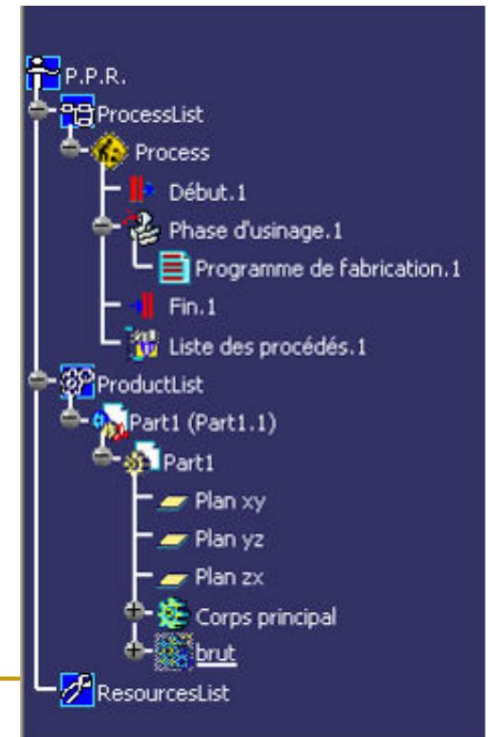 P.P.R.
ProcessList
Process
Début.1
Phase d'usinage.1
Programme de fabrication.1
Fin.1
Liste des procédés.1
ProductList
Part1 (Part1.1)
Part1
Plan xy
Plan yz
Plan zx
Corps principal
brut
ResourcesList